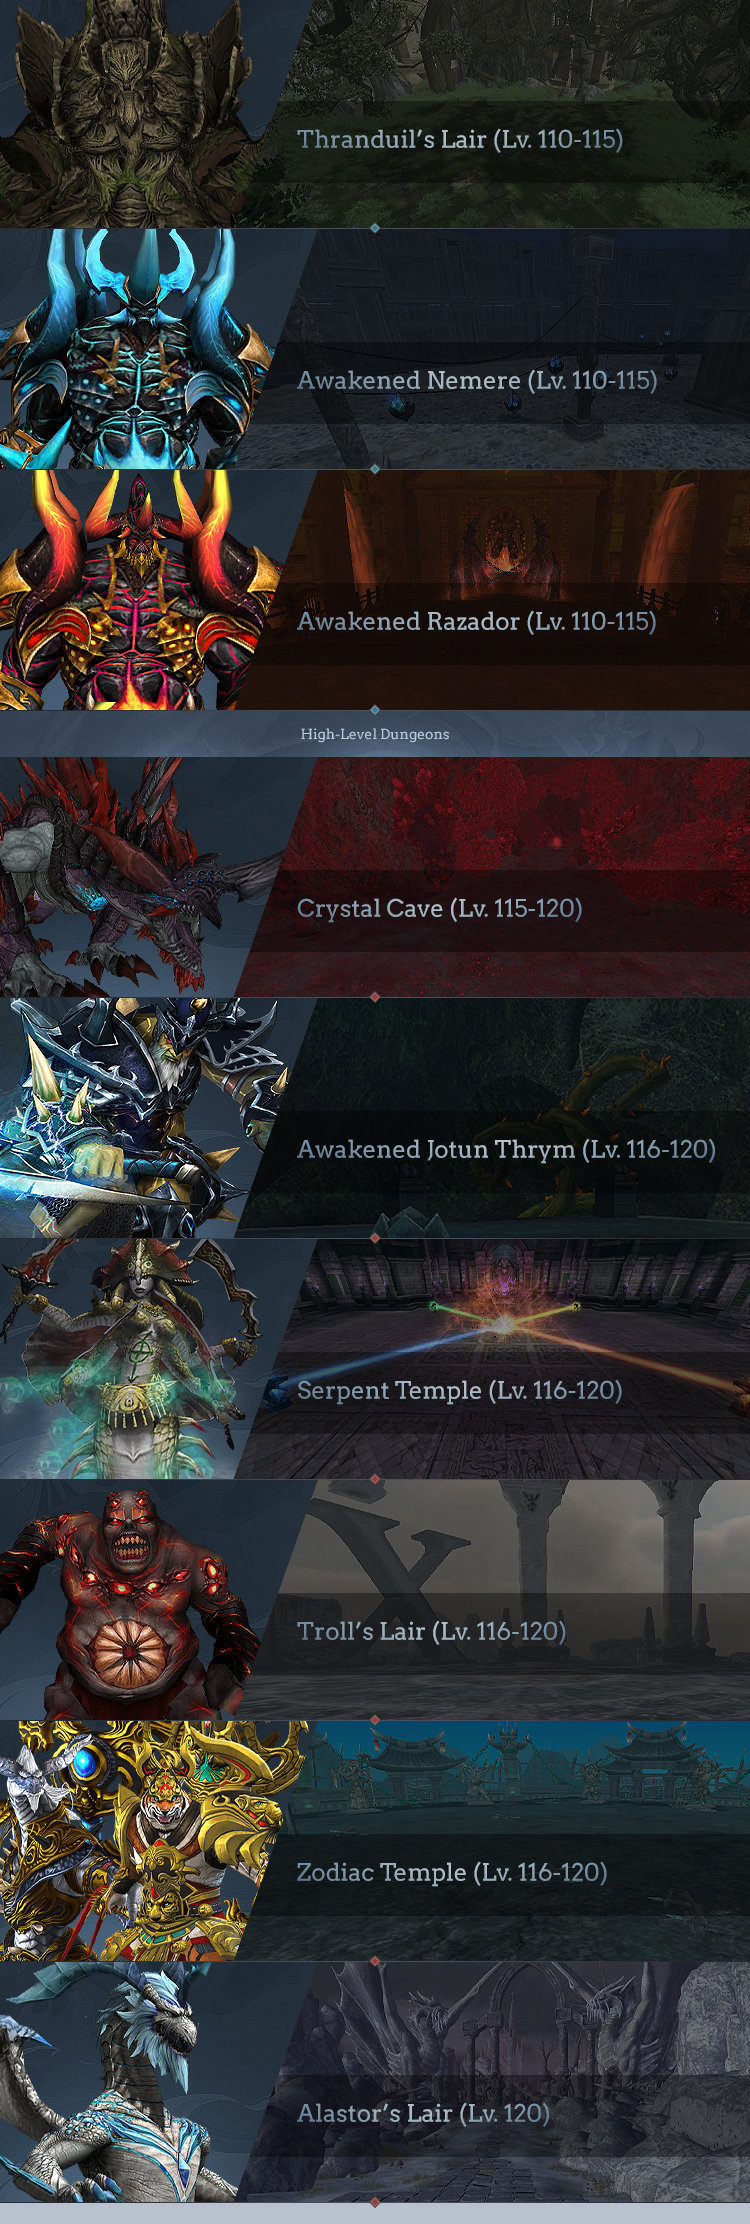 Thranduil’s Lair (Lv. 110-115)
Awakened Nemere (Lv. 110-115)
Awakened Razador (Lv. 110-115)
High-Level Dungeons
Crystal Cave (Lv. 115-120)
Awakened Jotun Thrym (Lv. 116-120)
Serpent Temple (Lv. 116-120)
Troll’s Lair (Lv. 116-120)
Zodiac Temple (Lv. 116-120)
Alastor’s Lair (Lv. 120)